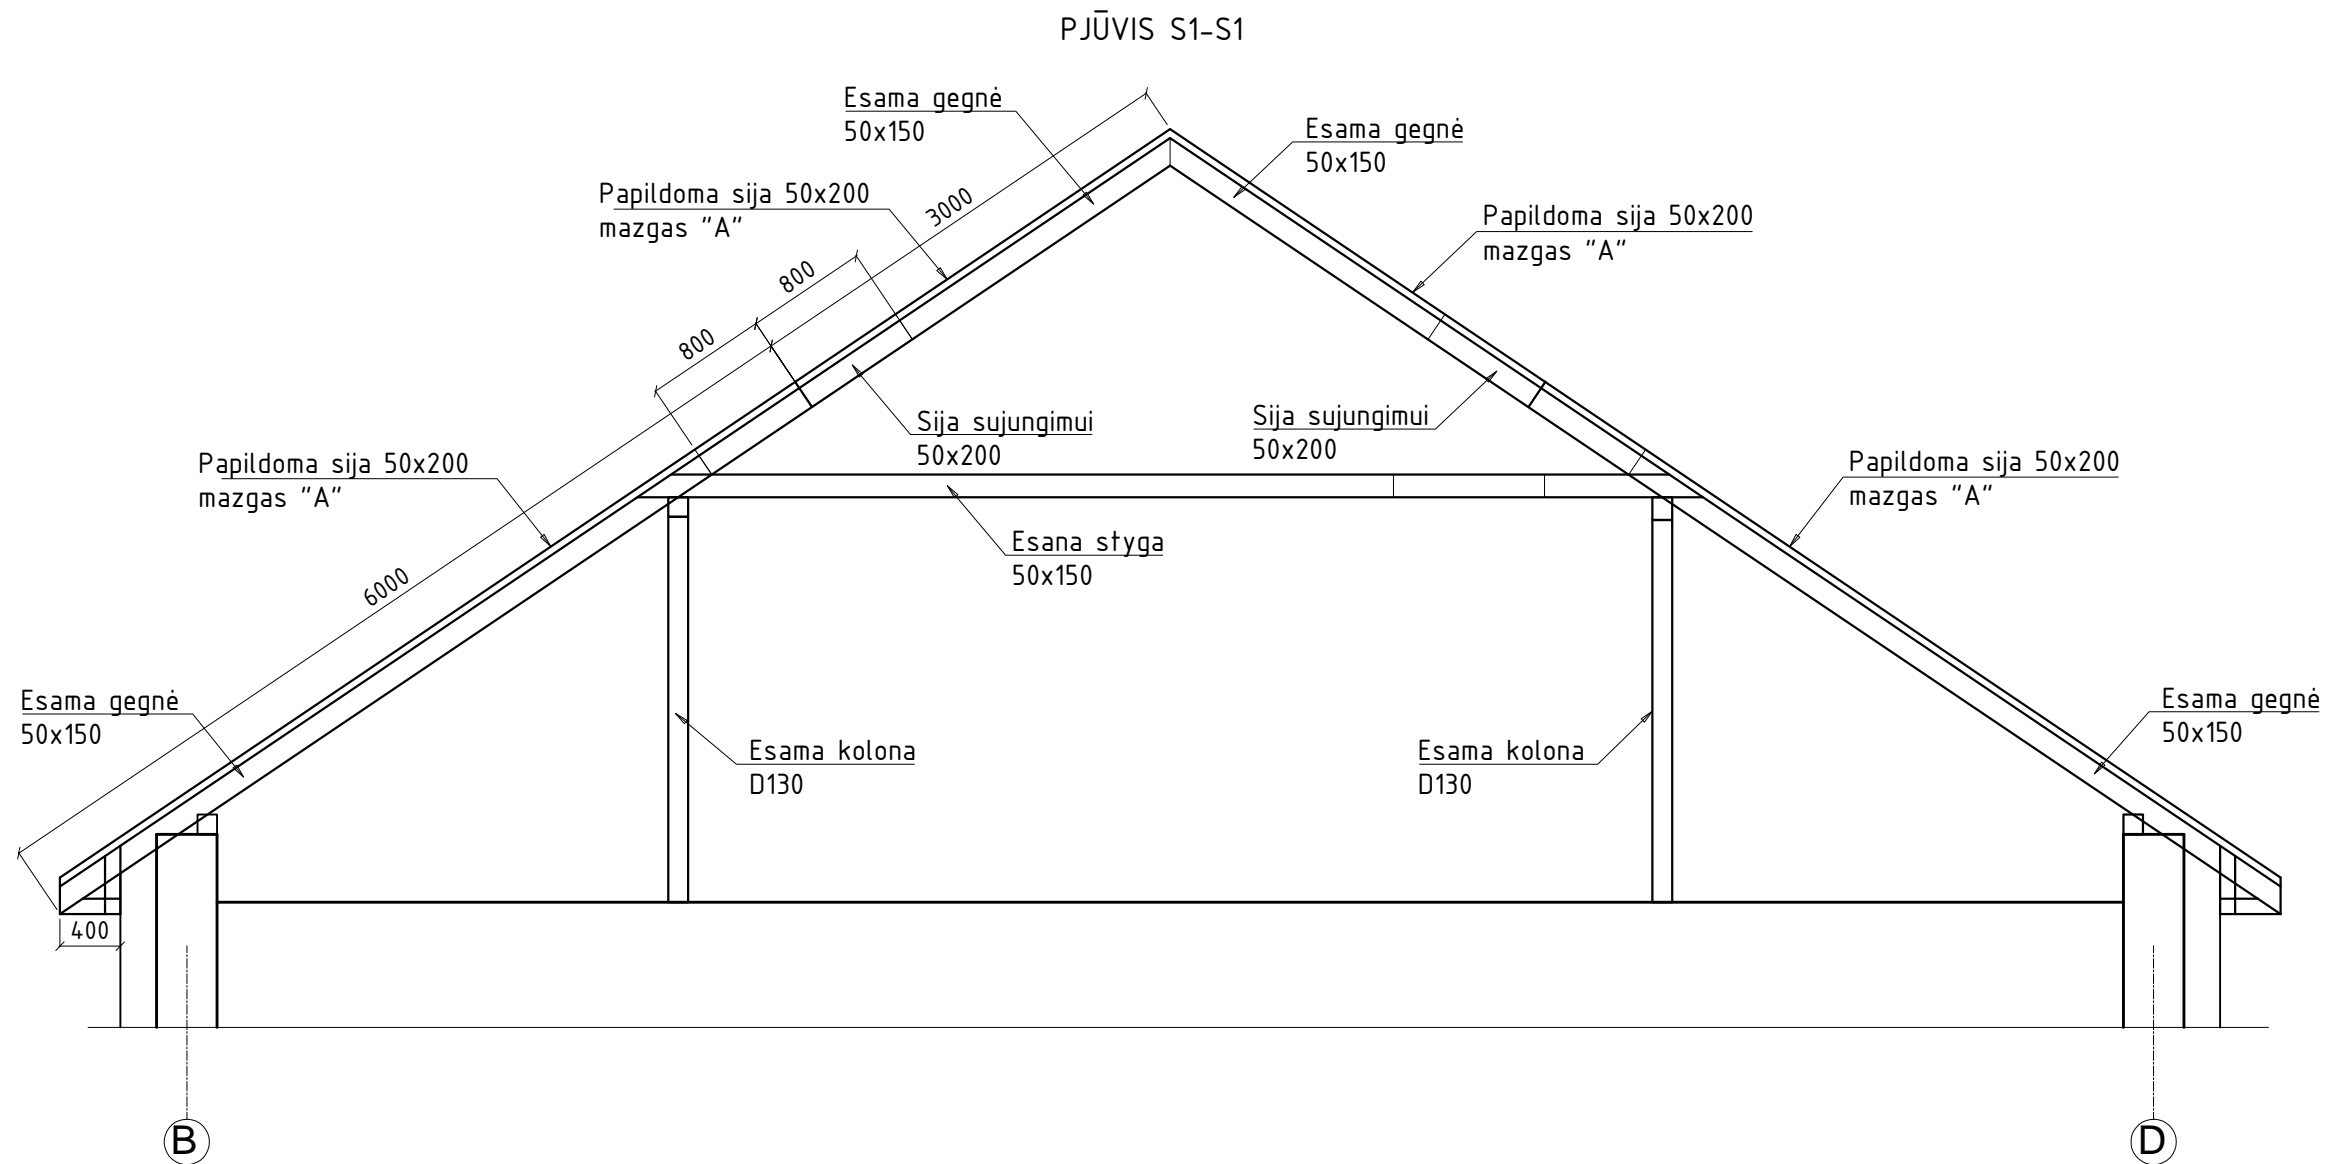 PJŪVIS S1-S1
Esama gegnė
50x150
Esama gegnė
50x150
Papildoma sija 50x200
mazgas "A"
3000
Papildoma sija 50x200
mazgas "A"
800
800
Sija sujungimui
50x200
Sija sujungimui
50x200
Papildoma sija 50x200
mazgas "A"
Papildoma sija 50x200
mazgas "A"
Esana styga
50x150
6000
Esama gegnė
50x150
Esama gegnė
50x150
Esama kolona
D130
Esama kolona
D130
400
B
D